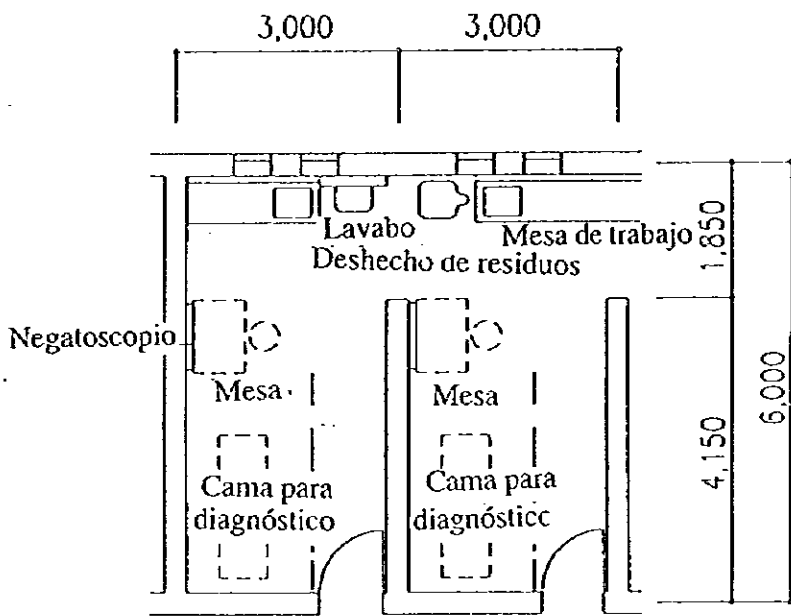 3,000 3,000
Lavabo
Mesa de trabajo
Deshecho de residuos
1,850
Negatoscopio
Mesa
Mesa
4,150
6,000
Cama para
diagnóstico
Cama para
diagnósticc